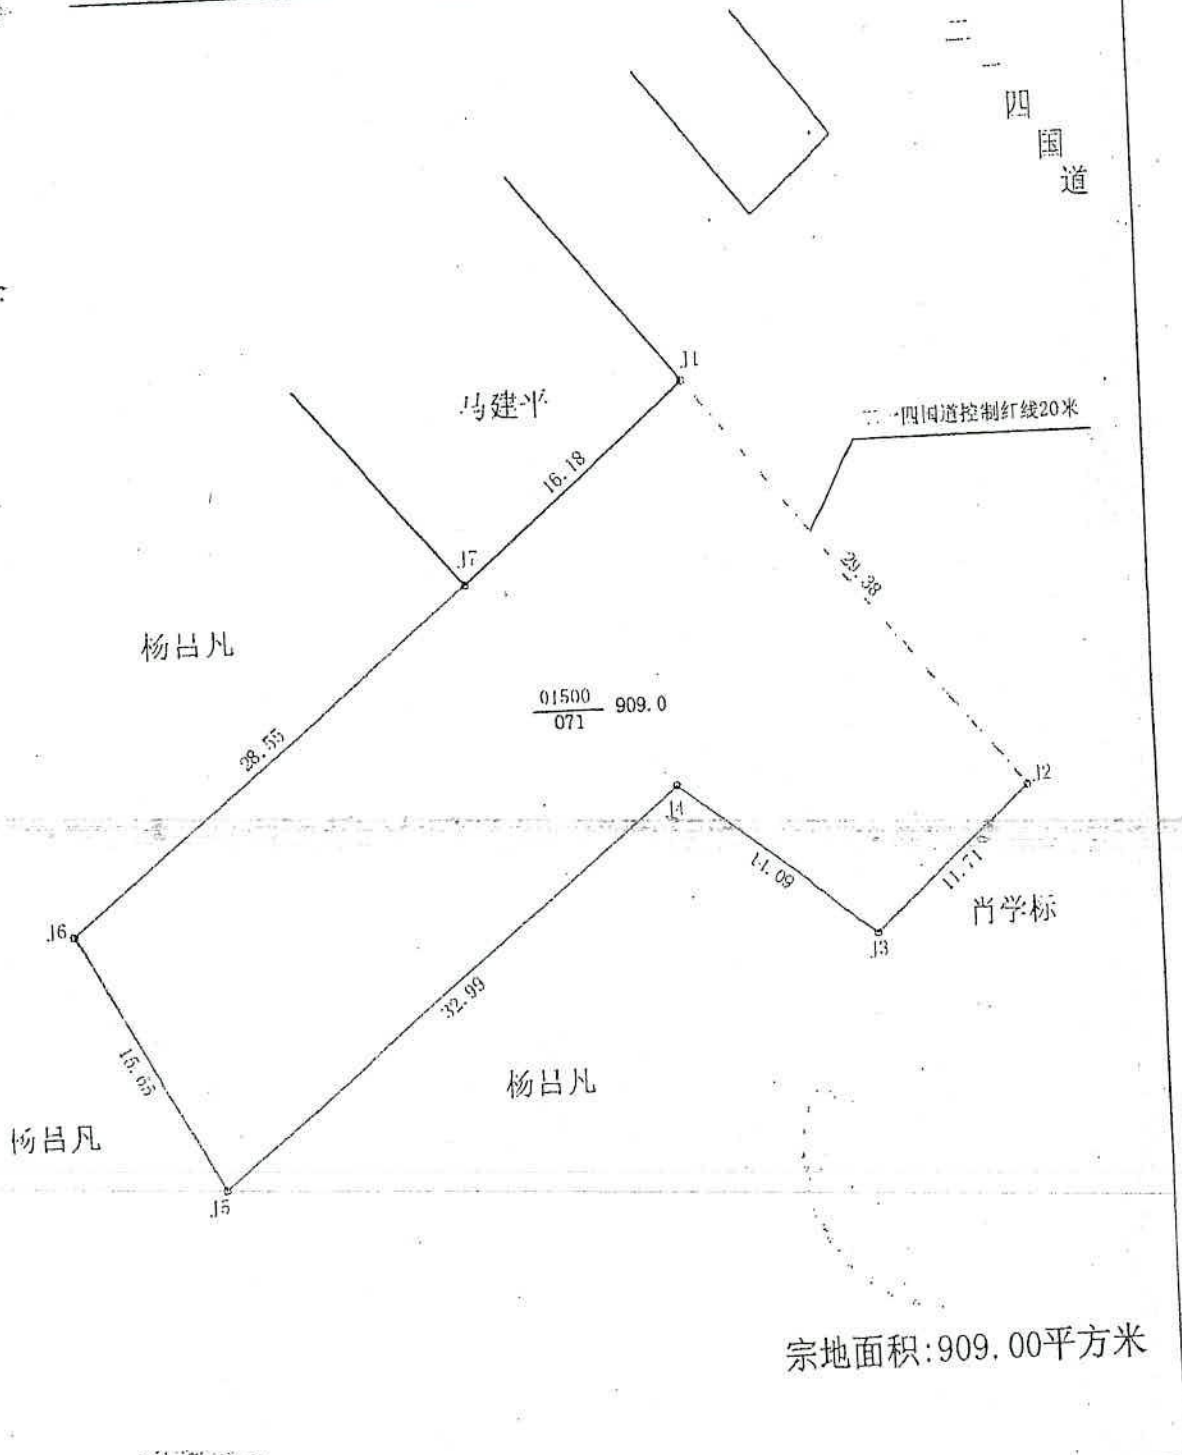 二
一
四
国
道
J1
马建平
二一四国道控制红线20米
16.18
J7
29.38
杨吕凡
01500
071
909.0
28.55
J2
J4
14.09
11.71
肖学标
J6
J3
32.99
15.65
杨吕凡
杨吕凡
J5
宗地面积:909.00平方米